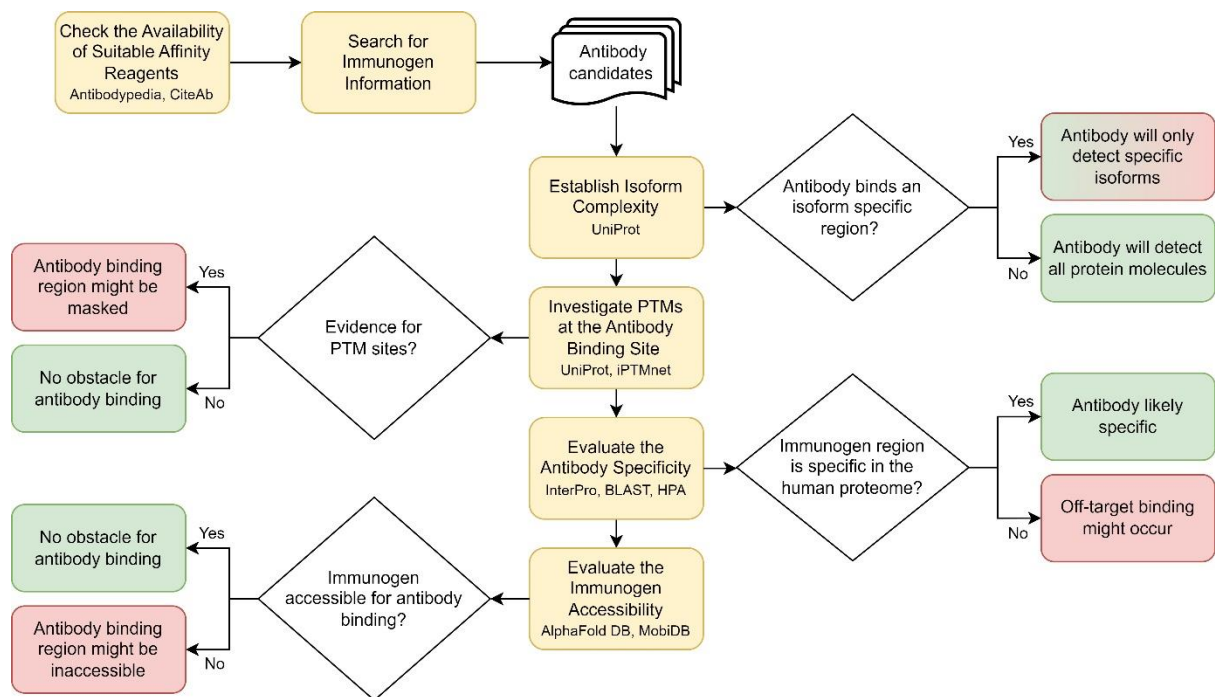 Check the Availability
of Suitable Affinity
Reagents
Antibodypedia, CiteAb
Search for
Immunogen
Information
Antibody
candidates
Establish Isoform
Complexity
UniProt
Antibody binds an
isoform specific
region?
Yes
Antibody will only
detect specific
isoforms
No
Antibody will detect
all protein molecules
Investigate PTMs
at the Antibody
Binding Site
UniProt, iPTMnet
Evidence for
PTM sites?
Yes
Antibody binding
region might be
masked
No
No obstacle for
antibody binding
Evaluate the
Antibody Specificity
InterPro, BLAST, HPA
Immunogen region
is specific in the
human proteome?
Yes
Antibody likely
specific
No
Off-target binding
might occur
Evaluate the
Immunogen
Accessibility
AlphaFold DB, MobiDB
Immunogen
accessible for antibody
binding?
Yes
No obstacle for
antibody binding
No
Antibody binding
region might be
inaccessible